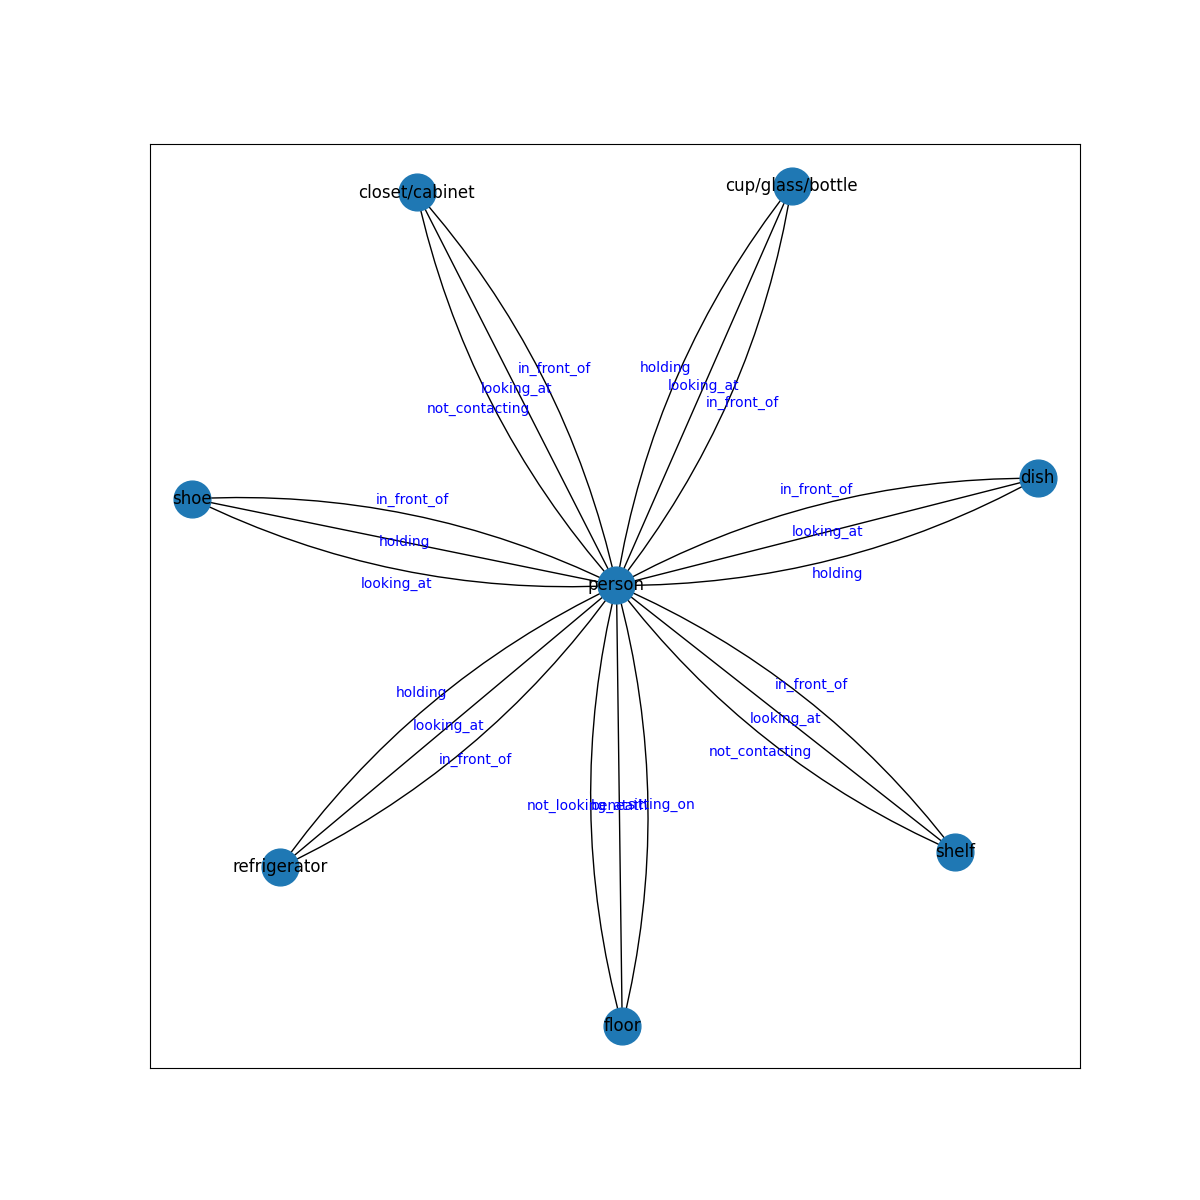 closet/cabinet
cup/glass/bottle
in_front_of
looking_at
not_contacting
holding
looking_at
in_front_of
shoe
in_front_of
holding
looking_at
dish
in_front_of
looking_at
holding
person
holding
looking_at
in_front_of
in_front_of
looking_at
not_contacting
not_looking_at
beneath
sitting_on
refrigerator
shelf
floor